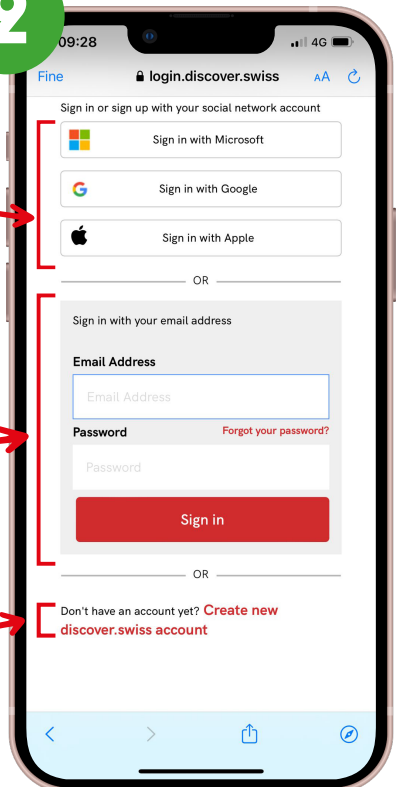 2
09:28
4G
Fine
login.discover.swiss
AA
Sign in or sign up with your social network account
Sign in with Microsoft
Sign in with Google
Sign in with Apple
OR
Sign in with your email address
Email Address
Email Address
Password
Forgot your password?
Password
Sign in
OR
Don't have an account yet? Create new
discover.swiss account